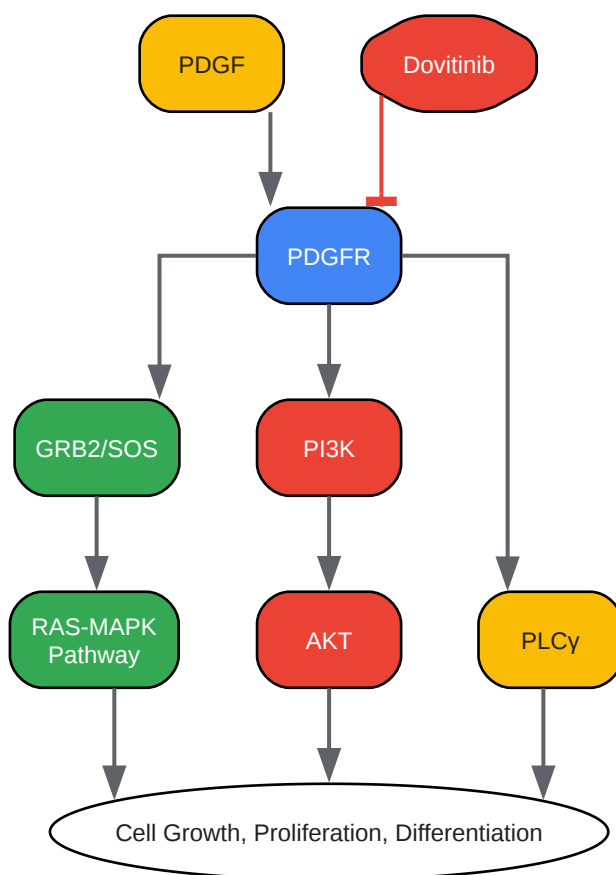 PDGF
Dovitinib
PDGFR
GRB2/SOS
PI3K
RAS-MAPK
Pathway
AKT
PLCγ
Cell Growth, Proliferation, Differentiation